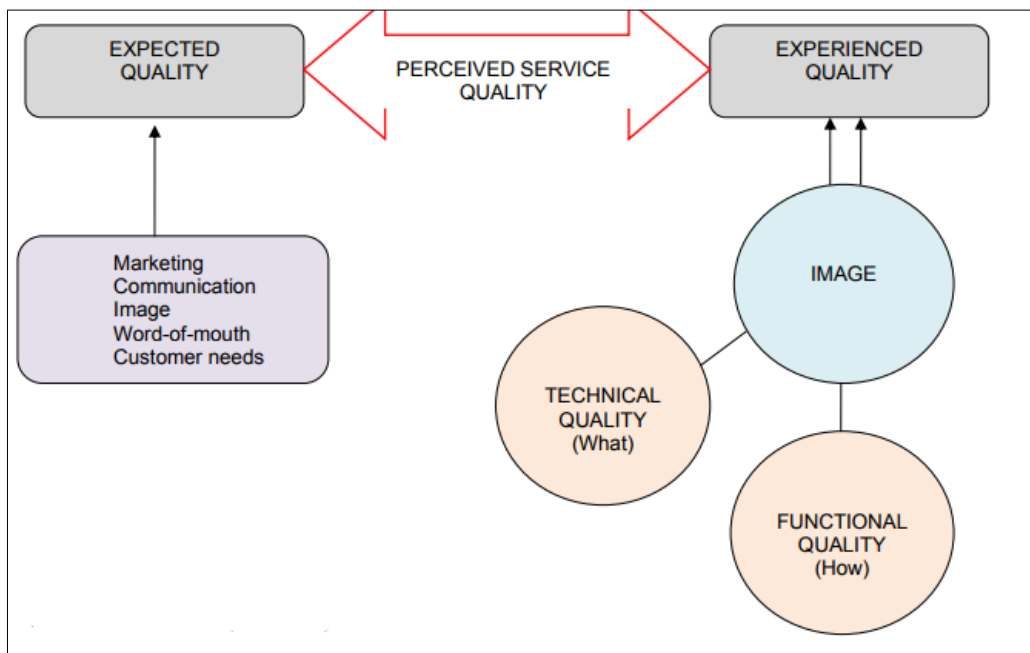 EXPECTED
QUALITY
PERCEIVED SERVICE
QUALITY
EXPERIENCED
QUALITY
Marketing
Communication
Image
Word-of-mouth
Customer needs
IMAGE
TECHNICAL
QUALITY
(What)
FUNCTIONAL
QUALITY
(How)